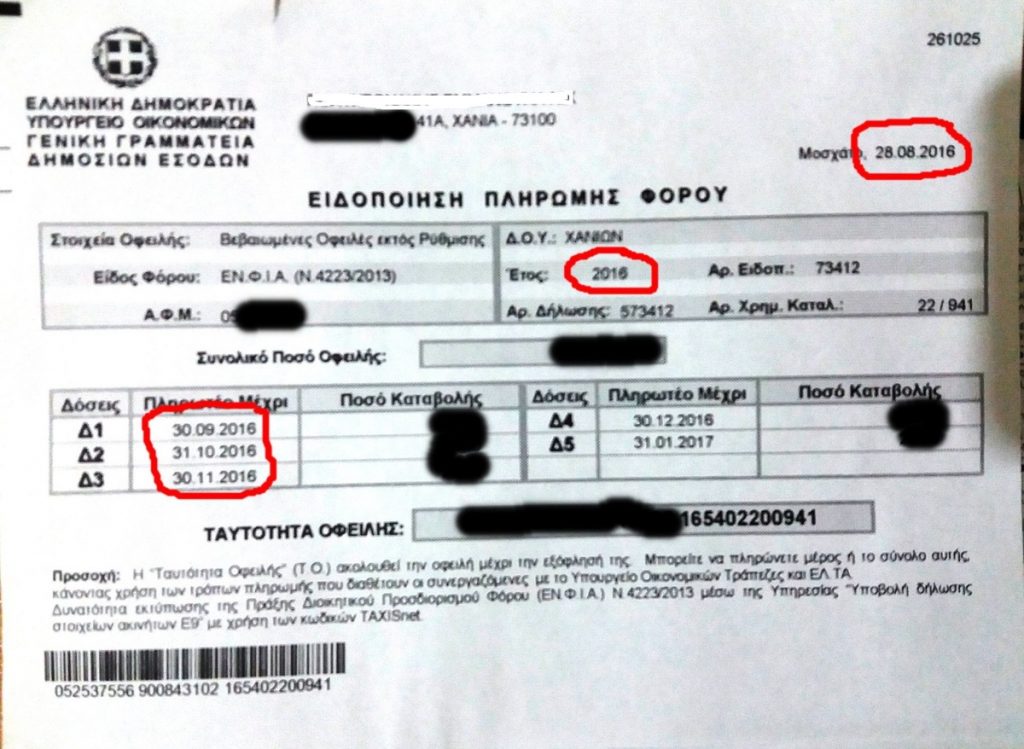 261025
ΕΛΛΗΝΙΚΗ ΔΗΜΟΚΡΑΤΙΑ
ΥΠΟΥΡΓΕΙΟ ΟΙΚΟΝΟΜΙΚΩΝ
ΓΕΝΙΚΗ ΓΡΑΜΜΑΤΕΙΑ
ΔΗΜΟΣΙΩΝ ΕΣΟΔΩΝ
41Α, ΧΑΝΙΑ - 73100
Μοσχάτο, 28.08.2016
ΕΙΔΟΠΟΙΗΣΗ ΠΛΗΡΩΜΗΣ ΦΟΡΟΥ
Στοιχεία Οφειλής: Βεβαιωμένες Οφειλές εκτός Ρύθμισης Δ.Ο.Υ.: ΧΑΝΙΩΝ
Είδος Φόρου: ΕΝ.Φ.Ι.Α. (Ν.4223/2013) Έτος: 2016 Αρ. Ειδοπ.: 73412
Α.Φ.Μ.: Αρ. Δήλωσης: 573412 Αρ. Χρημ. Καταλ.: 22 / 941
Συνολικό Ποσό Οφειλής:
Δόσεις Πληρωτέο Μέχρι Ποσό Καταβολής Δόσεις Πληρωτέο Μέχρι Ποσό Καταβολής
Δ1 30.09.2016 Δ4 30.12.2016
Δ2 31.10.2016 Δ5 31.01.2017
Δ3 30.11.2016
ΤΑΥΤΟΤΗΤΑ ΟΦΕΙΛΗΣ: 165402200941
Προσοχή: Η "Ταυτότητα Οφειλής" (Τ.Ο.) ακολουθεί την οφειλή μέχρι την εξόφλησή της. Μπορείτε να πληρώνετε μέρος ή το σύνολο αυτής,
κάνοντας χρήση των τρόπων πληρωμής που διαθέτουν οι συνεργαζόμενες με το Υπουργείο Οικονομικών Τράπεζες και ΕΛ.ΤΑ.
Δυνατότητα εκτύπωσης της Πράξης Διοικητικού Προσδιορισμού Φόρου (ΕΝ.Φ.Ι.Α.) Ν.4223/2013 μέσω της Υπηρεσίας "Υποβολή δήλωσης
στοιχείων ακινήτων Ε9" με χρήση των κωδικών TAXISnet.
052537556 900843102 165402200941